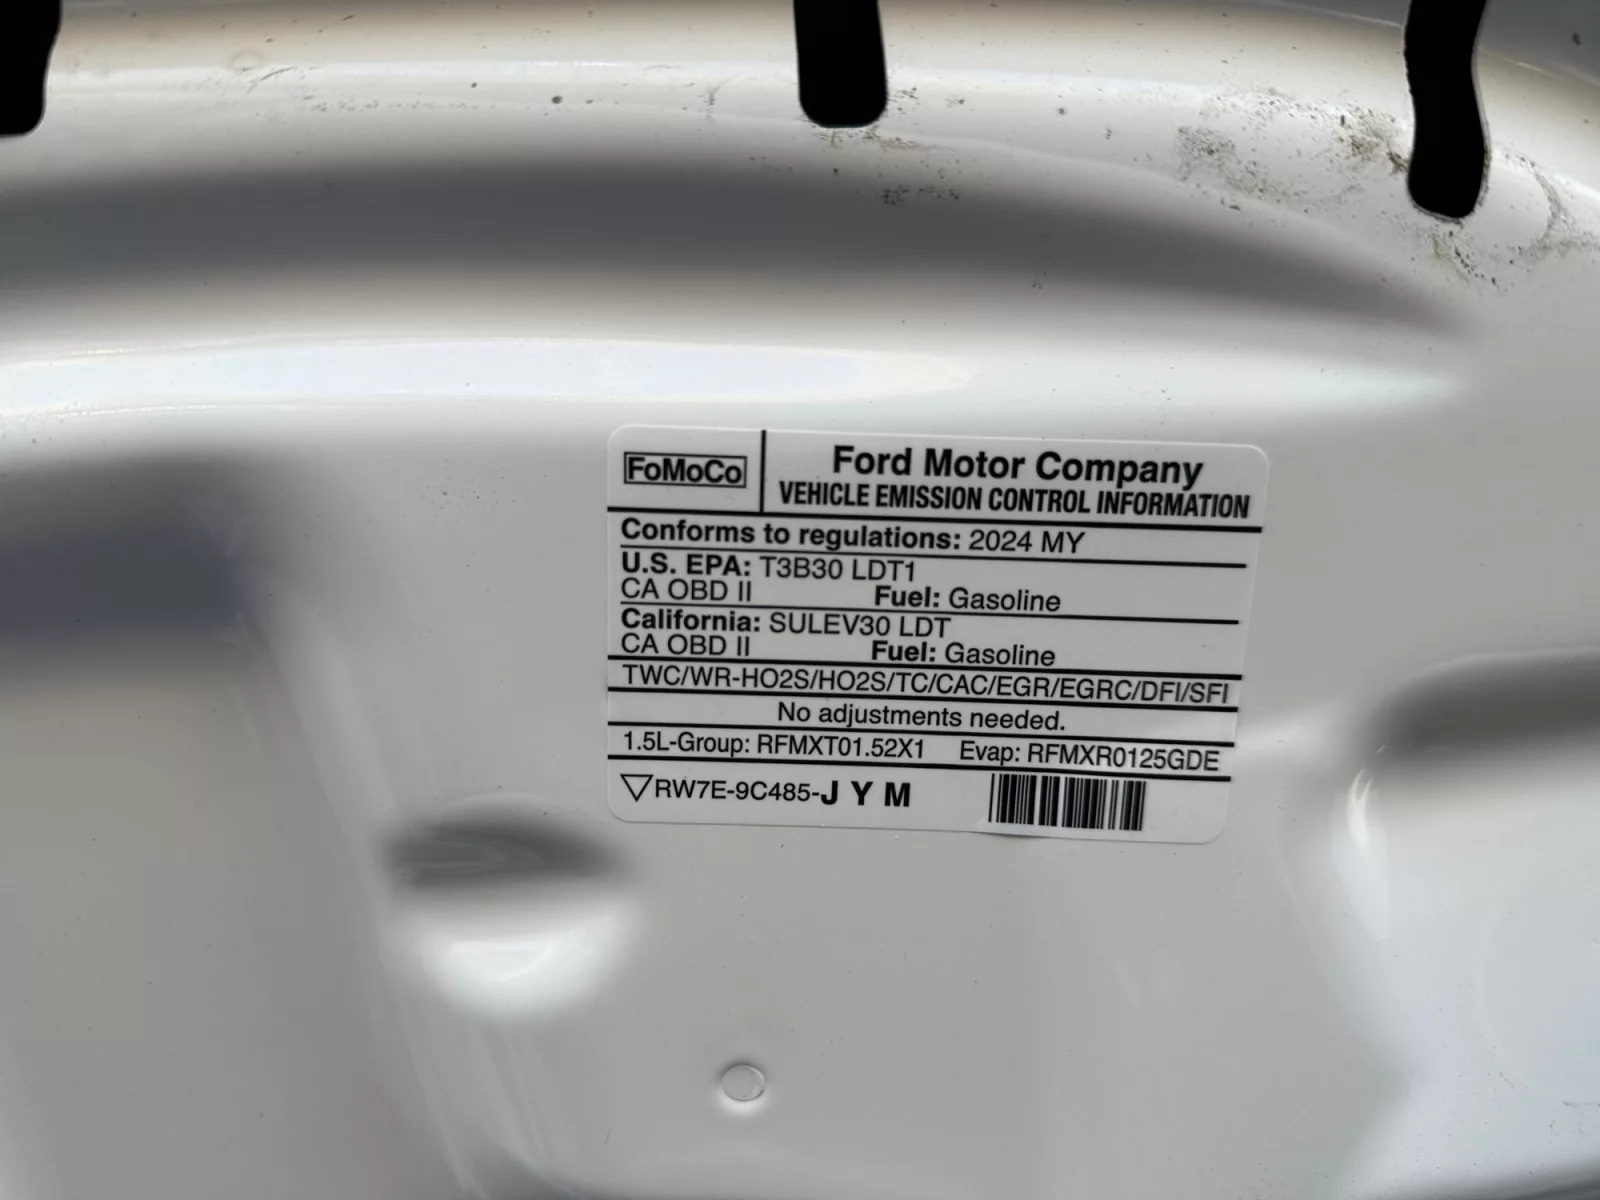 FoMoCo
Ford Motor Company
VEHICLE EMISSION CONTROL INFORMATION
Conforms to regulations: 2024 MY
U.S. EPA: T3B30 LDT1
CA OBD II Fuel: Gasoline
California: SULEV30 LDT
CA OBD II Fuel: Gasoline
TWC/WR-HO2S/HO2S/TC/CAC/EGR/EGRC/DFI/SFI
No adjustments needed.
1.5L-Group: RFMXT01.52X1 Evap: RFMXR0125GDE
▽RW7E-9C485-J Y M